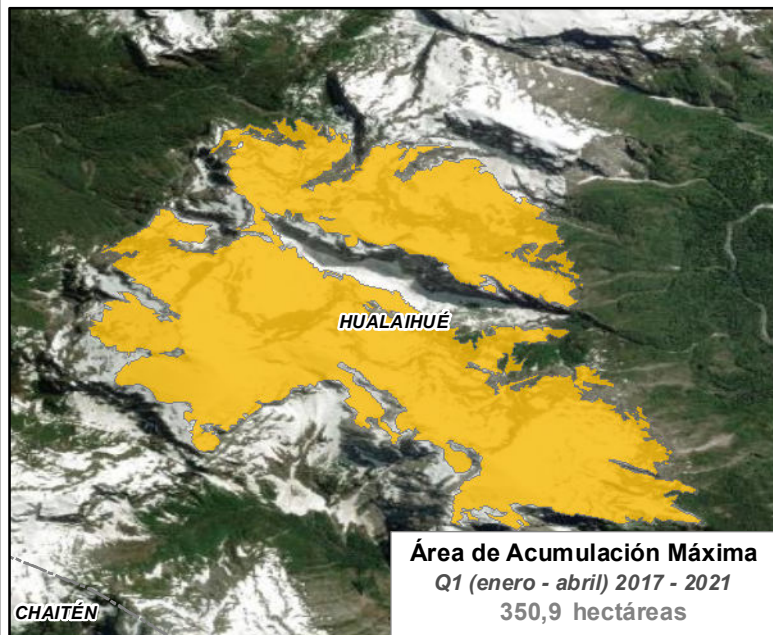 HUALAIHUÉ
Área de Acumulación Máxima
Q1 (enero - abril) 2017 - 2021
350,9 hectáreas
CHAITÉN